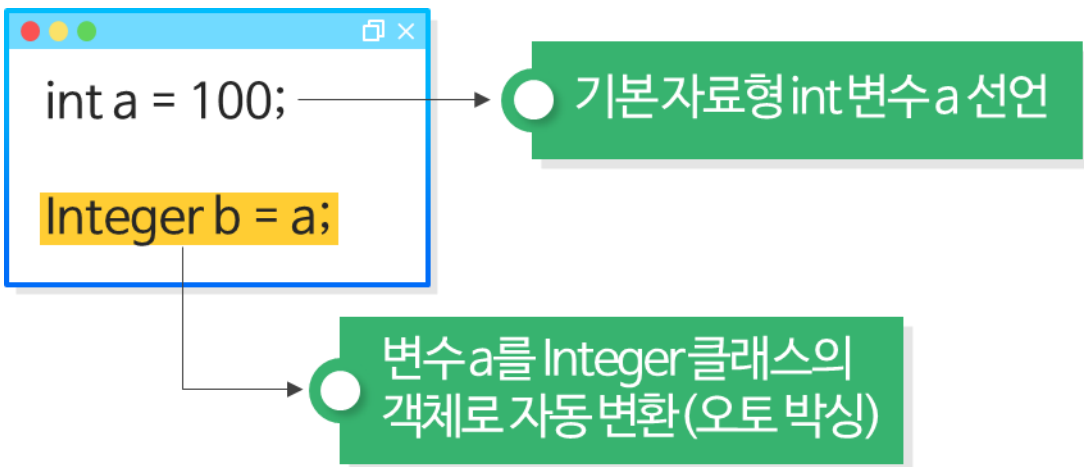 int a = 100;
기본 자료형 int 변수 a 선언
Integer b = a;
변수 a를 Integer 클래스의
객체로 자동 변환 (오토 박싱)